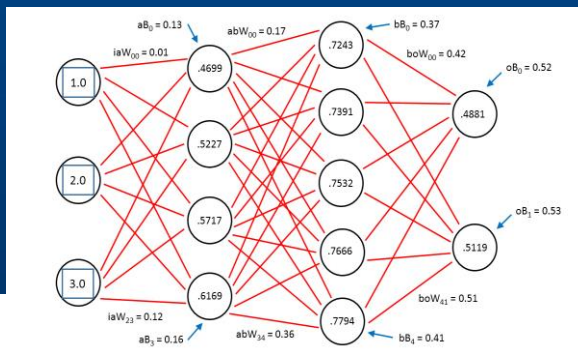 aB₀ = 0.13
abW₀₀ = 0.17
bB₀ = 0.37
iaW₀₀ = 0.01
boW₀₀ = 0.42
oB₀ = 0.52
1.0
.4699
.7243
.7391
.4881
2.0
.5227
.7532
.5717
oB₁ = 0.53
.5119
.7666
3.0
.6169
.7794
iaW₂₃ = 0.12
boW₄₁ = 0.51
aB₃ = 0.16
abW₃₄ = 0.36
bB₄ = 0.41